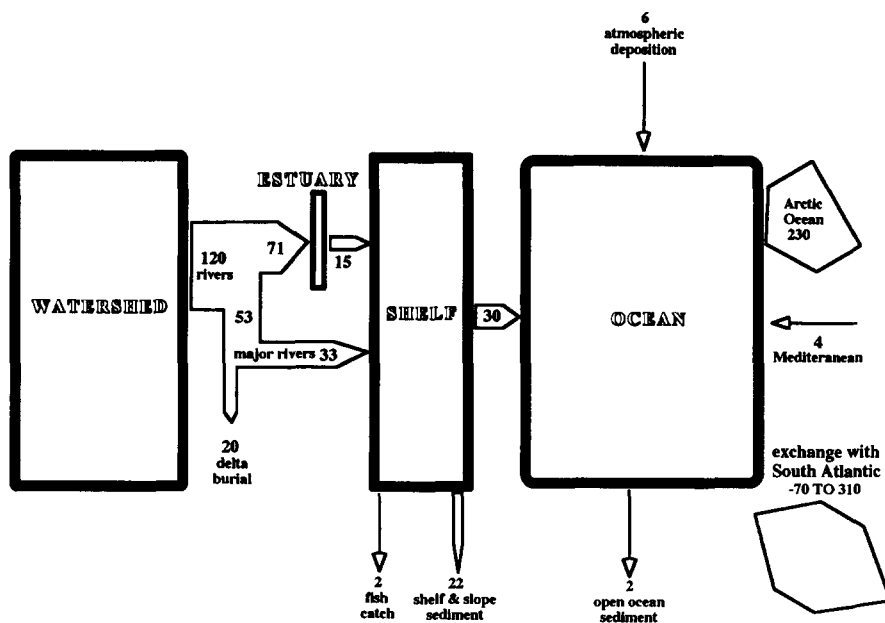 6
atmospheric
deposition
ESTUARY
Arctic
Ocean
230
120
rivers
71
15
WATERSHED
53
SHELF
30
OCEAN
major rivers 33
4
Mediteranean
20
delta
burial
exchange with
South Atlantic
-70 TO 310
2
fish
catch
22
shelf & slope
sediment
2
open ocean
sediment